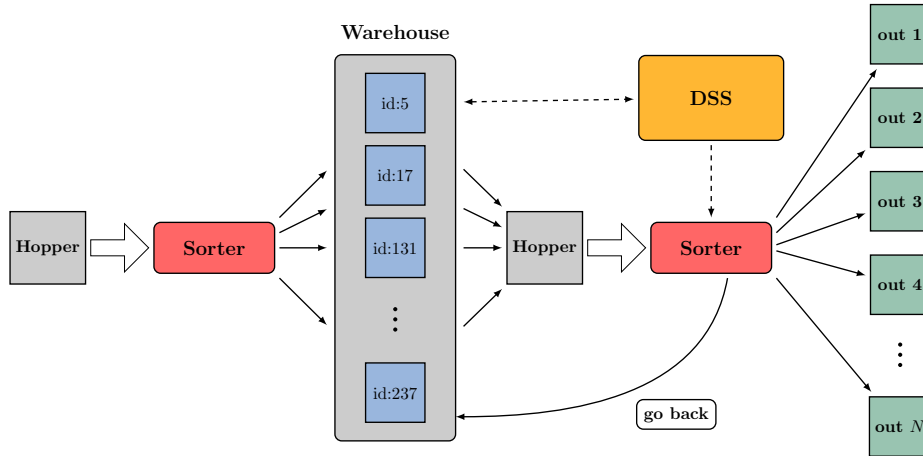 Warehouse
Hopper
Sorter
id:5
id:17
id:131
id:237
Hopper
DSS
Sorter
go back
out 1
out 2
out 3
out 4
out N